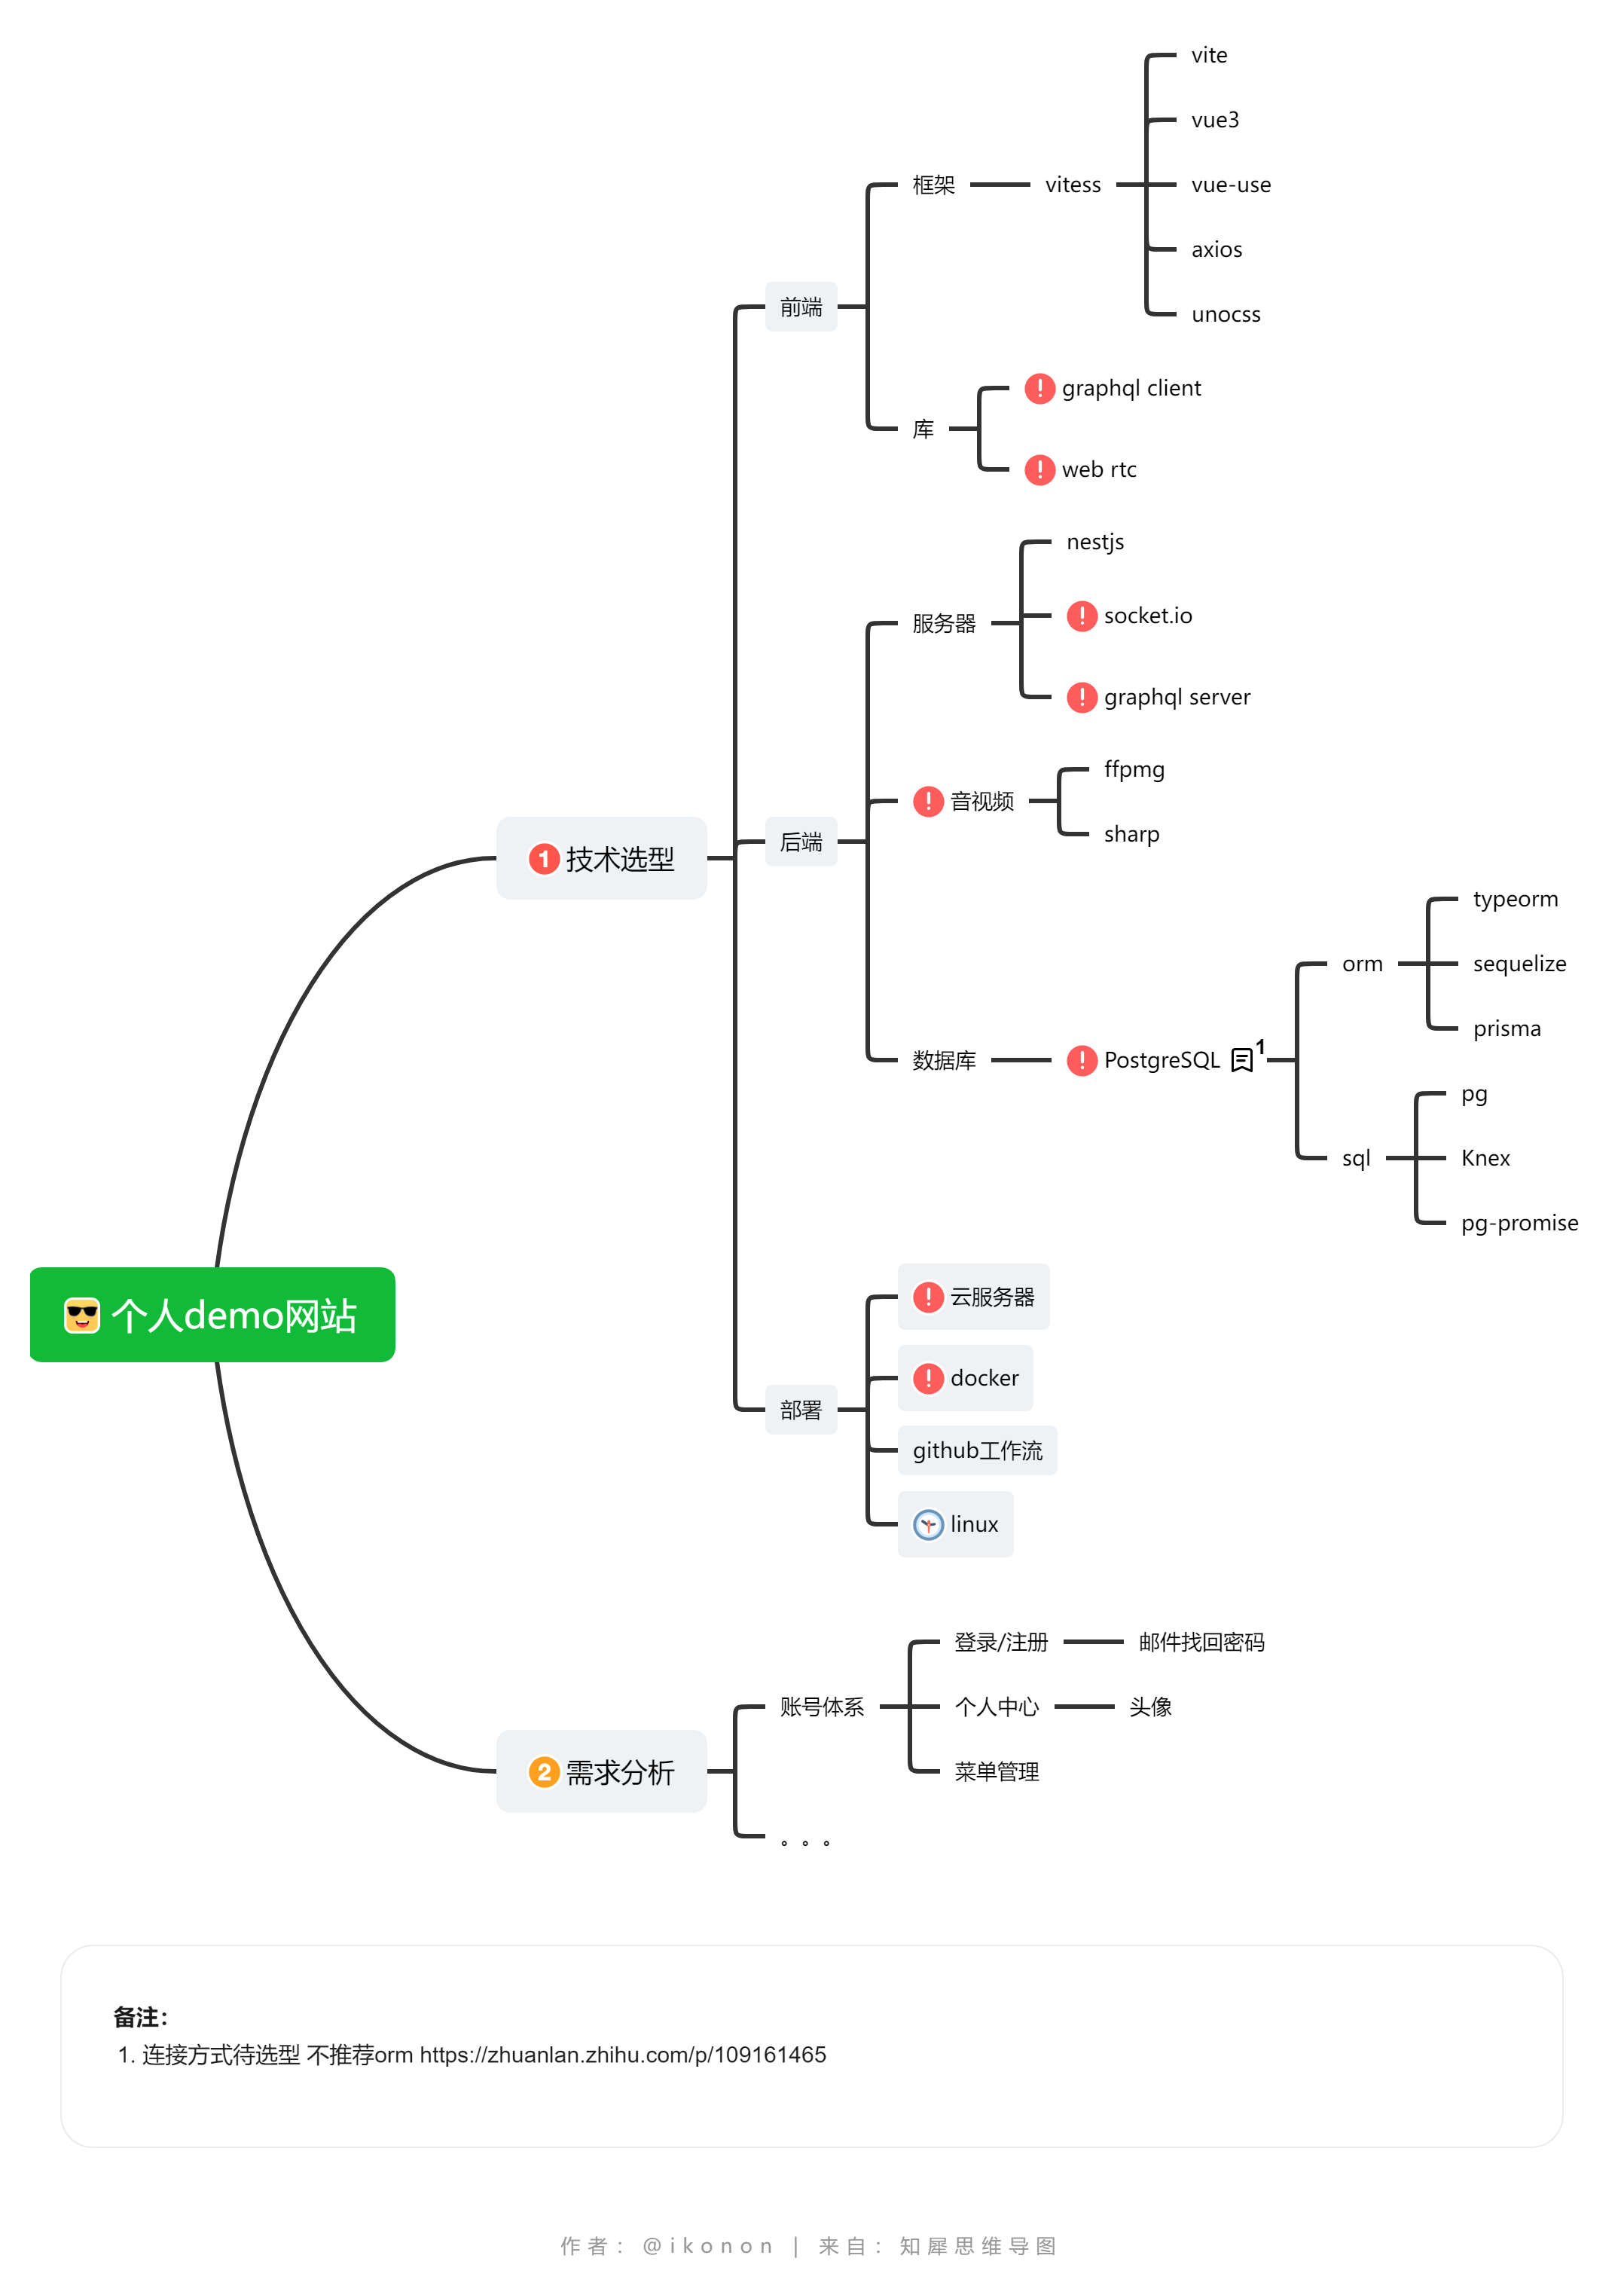 个人demo网站
1 技术选型
前端
框架
vitess
vite
vue3
vue-use
axios
unocss
库
graphql client
web rtc
后端
服务器
nestjs
socket.io
graphql server
音视频
ffpmg
sharp
数据库
PostgreSQL 1
orm
typeorm
sequelize
prisma
sql
pg
Knex
pg-promise
部署
云服务器
docker
github工作流
linux
2 需求分析
账号体系
登录/注册
邮件找回密码
个人中心
头像
菜单管理
。。。
备注：
1. 连接方式待选型 不推荐orm https://zhuanlan.zhihu.com/p/109161465
作者：@ikonon | 来自：知犀思维导图